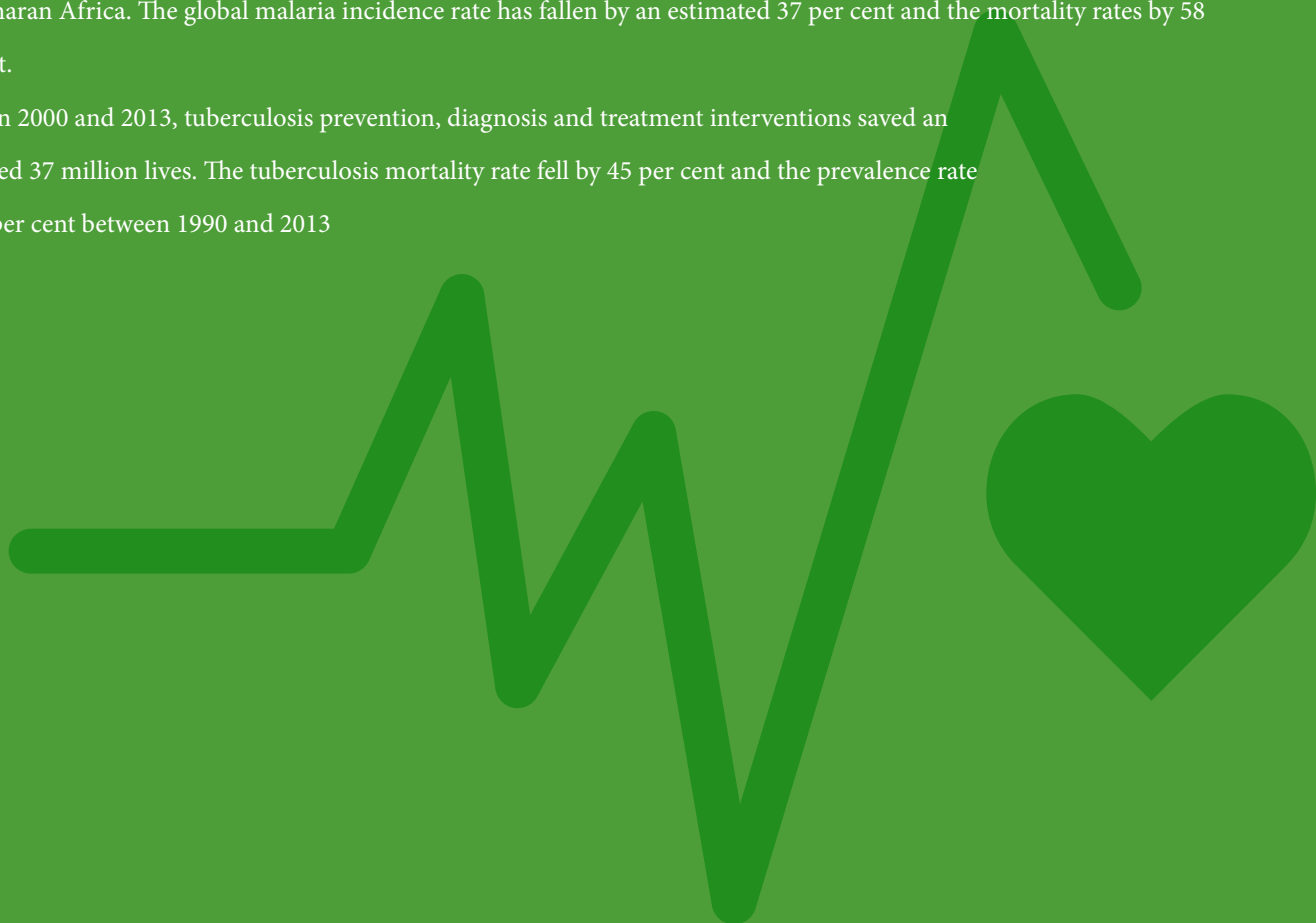 haran Africa. The global malaria incidence rate has fallen by an estimated 37 per cent and the mortality rates by 58
t.
n 2000 and 2013, tuberculosis prevention, diagnosis and treatment interventions saved an
ed 37 million lives. The tuberculosis mortality rate fell by 45 per cent and the prevalence rate
per cent between 1990 and 2013